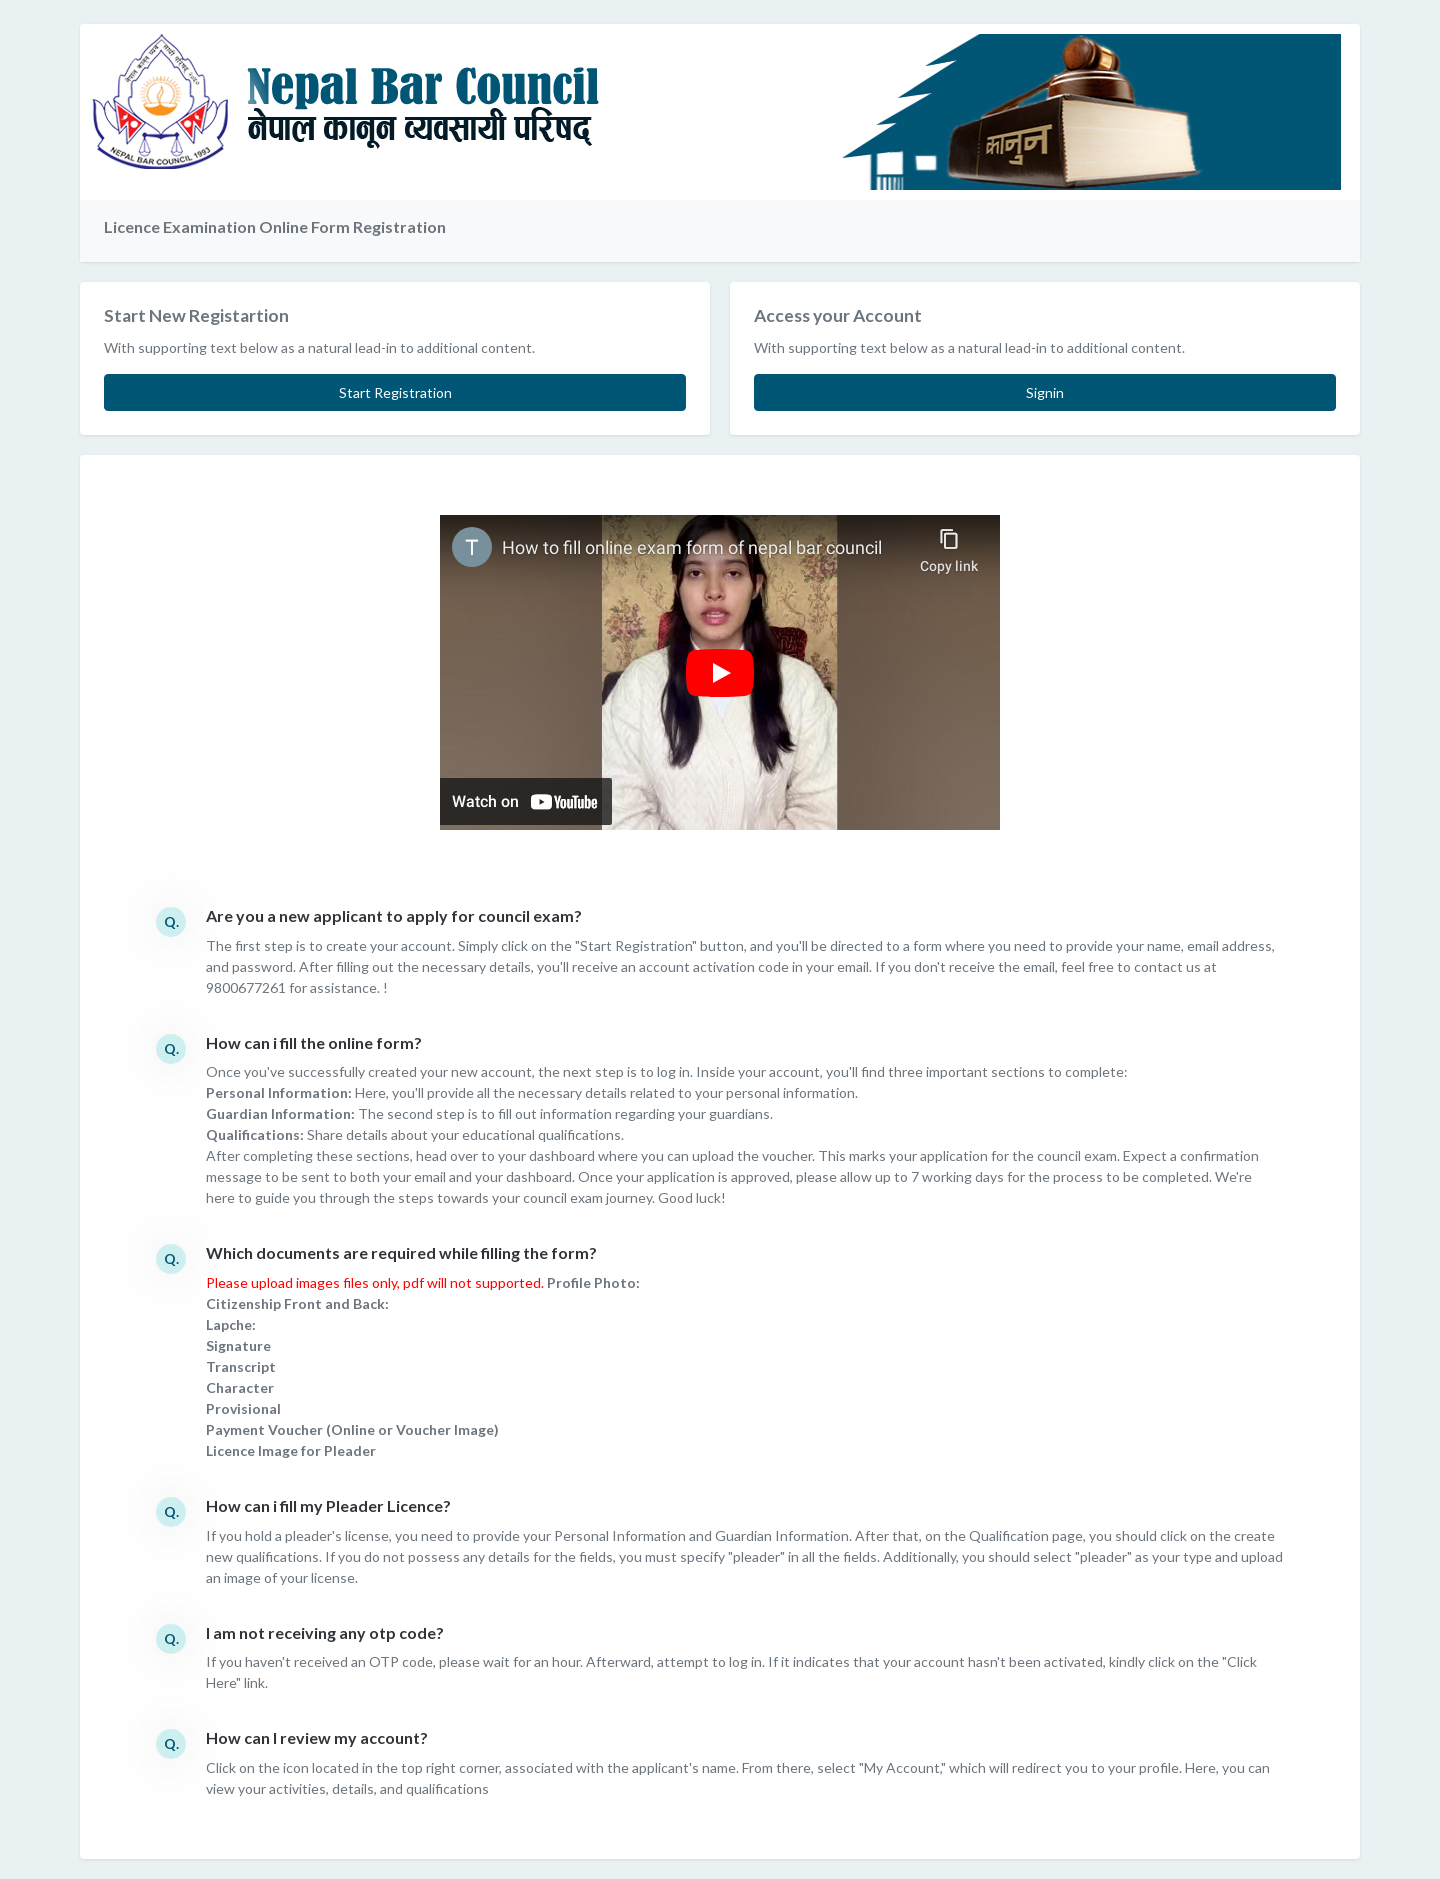 Nepal Bar Council
नेपाल कानून व्यवसायी परिषद्
NEPAL BAR COUNCIL 1993
कानुन
Licence Examination Online Form Registration
Start New Registartion
With supporting text below as a natural lead-in to additional content.
Start Registration
Access your Account
With supporting text below as a natural lead-in to additional content.
Signin
T
How to fill online exam form of nepal bar council
Copy link
Watch on YouTube
Q.
Are you a new applicant to apply for council exam?
The first step is to create your account. Simply click on the "Start Registration" button, and you'll be directed to a form where you need to provide your name, email address,
and password. After filling out the necessary details, you'll receive an account activation code in your email. If you don't receive the email, feel free to contact us at
9800677261 for assistance. !
Q.
How can i fill the online form?
Once you've successfully created your new account, the next step is to log in. Inside your account, you'll find three important sections to complete:
Personal Information: Here, you'll provide all the necessary details related to your personal information.
Guardian Information: The second step is to fill out information regarding your guardians.
Qualifications: Share details about your educational qualifications.
After completing these sections, head over to your dashboard where you can upload the voucher. This marks your application for the council exam. Expect a confirmation
message to be sent to both your email and your dashboard. Once your application is approved, please allow up to 7 working days for the process to be completed. We're
here to guide you through the steps towards your council exam journey. Good luck!
Q.
Which documents are required while filling the form?
Please upload images files only, pdf will not supported. Profile Photo:
Citizenship Front and Back:
Lapche:
Signature
Transcript
Character
Provisional
Payment Voucher (Online or Voucher Image)
Licence Image for Pleader
Q.
How can i fill my Pleader Licence?
If you hold a pleader's license, you need to provide your Personal Information and Guardian Information. After that, on the Qualification page, you should click on the create
new qualifications. If you do not possess any details for the fields, you must specify "pleader" in all the fields. Additionally, you should select "pleader" as your type and upload
an image of your license.
Q.
I am not receiving any otp code?
If you haven't received an OTP code, please wait for an hour. Afterward, attempt to log in. If it indicates that your account hasn't been activated, kindly click on the "Click
Here" link.
Q.
How can I review my account?
Click on the icon located in the top right corner, associated with the applicant's name. From there, select "My Account," which will redirect you to your profile. Here, you can
view your activities, details, and qualifications